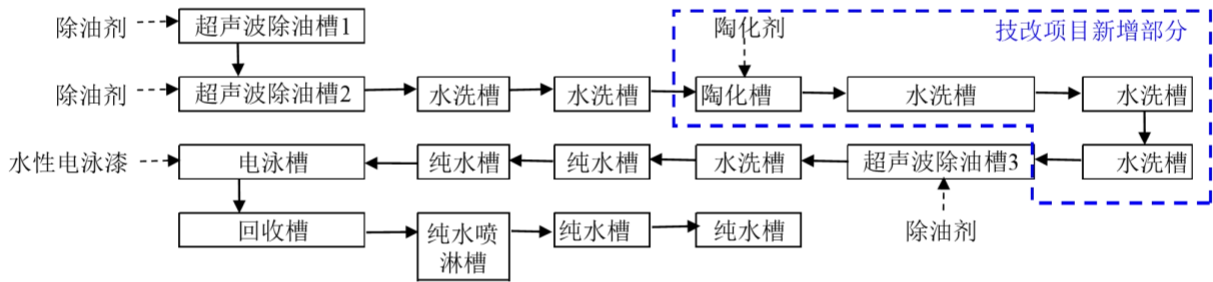 除油剂
超声波除油槽1
陶化剂
技改项目新增部分
除油剂
超声波除油槽2
水洗槽
水洗槽
陶化槽
水洗槽
水洗槽
水性电泳漆
电泳槽
纯水槽
纯水槽
水洗槽
超声波除油槽3
水洗槽
回收槽
纯水喷
淋槽
纯水槽
纯水槽
除油剂